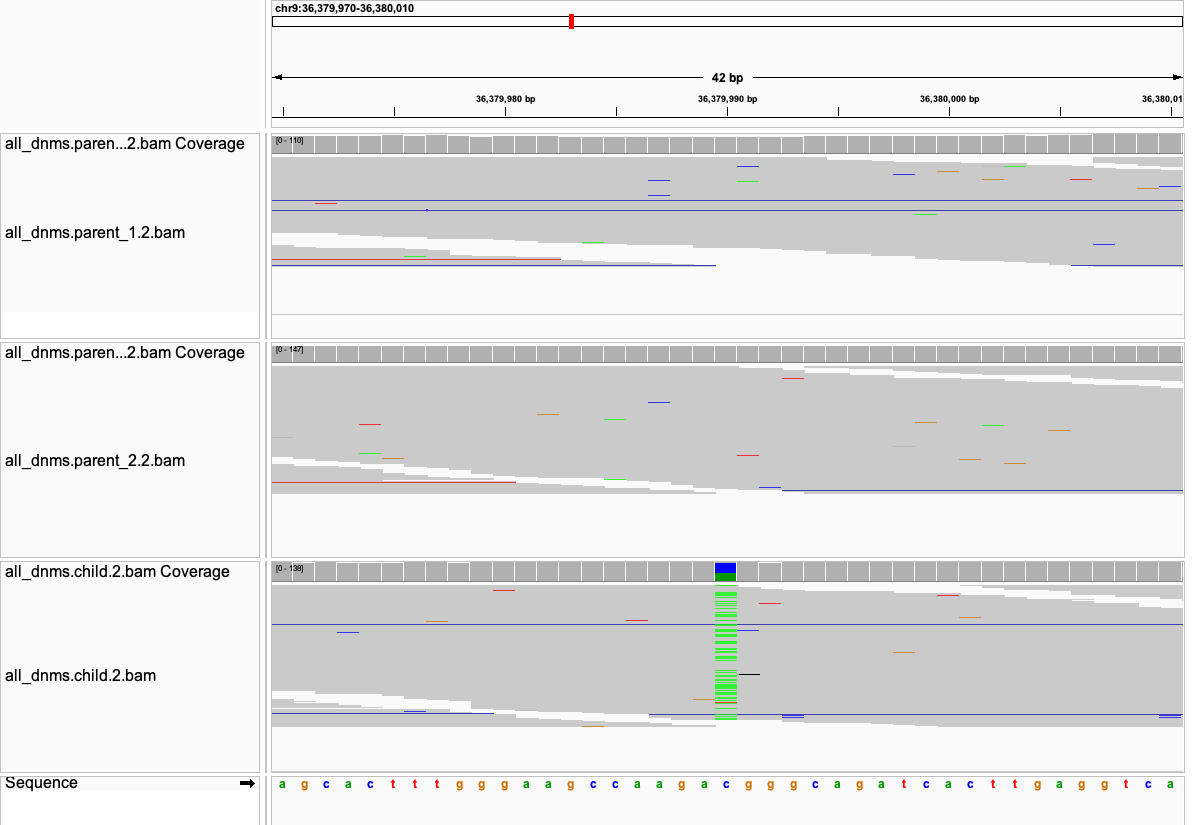 chr9:36,379,970-36,380,010
42 bp
36,379,980 bp 36,379,990 bp 36,380,000 bp 36,380,01
all_dnms.paren...2.bam Coverage
[0 - 110]
all_dnms.parent_1.2.bam
all_dnms.paren...2.bam Coverage
[0 - 147]
all_dnms.parent_2.2.bam
all_dnms.child.2.bam Coverage
[0 - 138]
all_dnms.child.2.bam
Sequence a g c a c t t t g g g a a g c c a a g a c g g g c a g a t c a c t t g a g g t c a